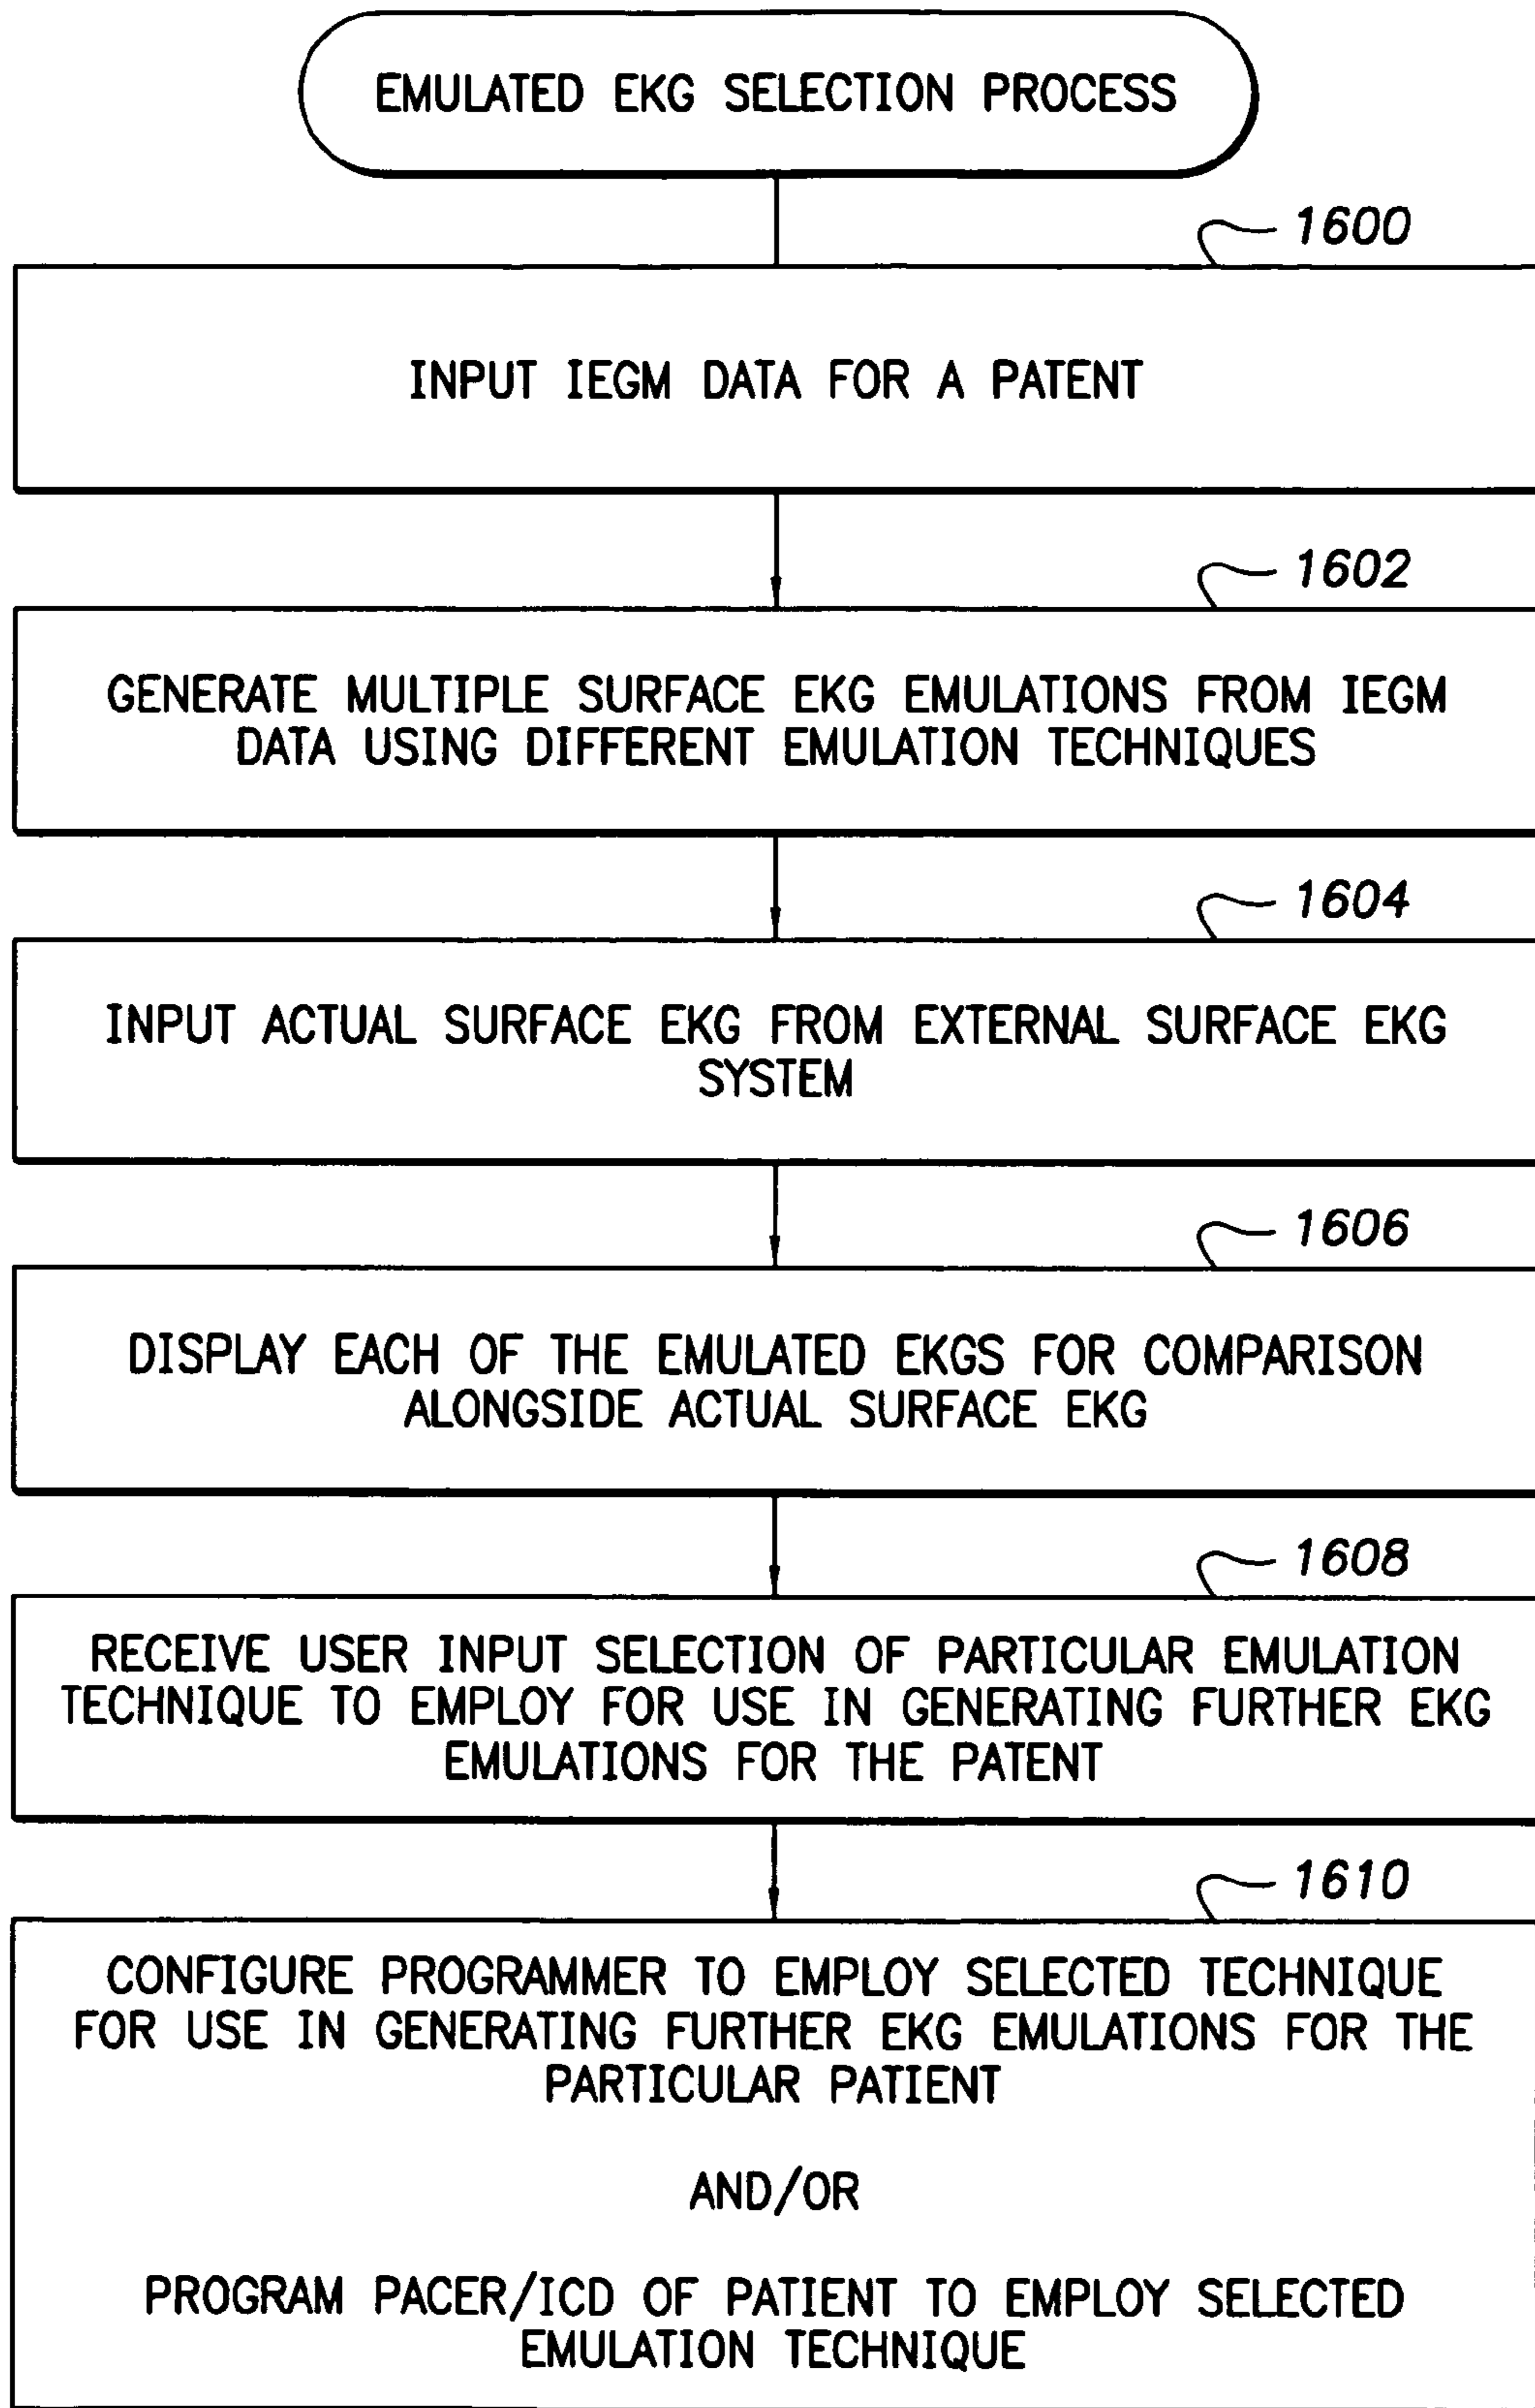 EMULATED EKG SELECTION PROCESS
1600
INPUT IEGM DATA FOR A PATENT
1602
GENERATE MULTIPLE SURFACE EKG EMULATIONS FROM IEGM
DATA USING DIFFERENT EMULATION TECHNIQUES
1604
INPUT ACTUAL SURFACE EKG FROM EXTERNAL SURFACE EKG
SYSTEM
1606
DISPLAY EACH OF THE EMULATED EKGS FOR COMPARISON
ALONGSIDE ACTUAL SURFACE EKG
1608
RECEIVE USER INPUT SELECTION OF PARTICULAR EMULATION
TECHNIQUE TO EMPLOY FOR USE IN GENERATING FURTHER EKG
EMULATIONS FOR THE PATENT
1610
CONFIGURE PROGRAMMER TO EMPLOY SELECTED TECHNIQUE
FOR USE IN GENERATING FURTHER EKG EMULATIONS FOR THE
PARTICULAR PATIENT
AND/OR
PROGRAM PACER/ICD OF PATIENT TO EMPLOY SELECTED
EMULATION TECHNIQUE